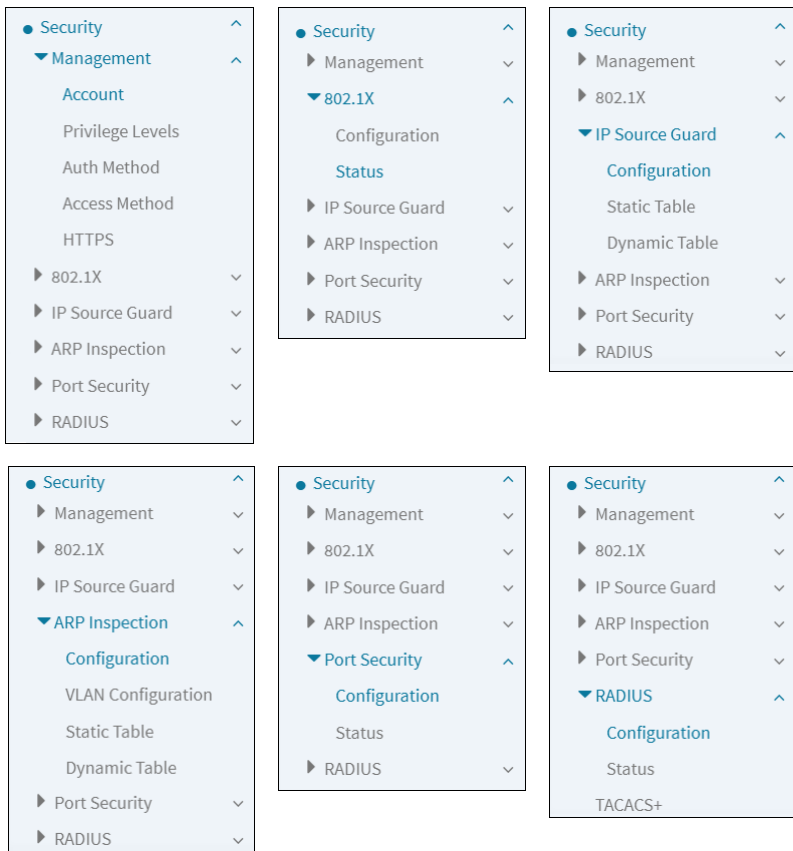 Security
Management
Account
Privilege Levels
Auth Method
Access Method
HTTPS
802.1X
IP Source Guard
ARP Inspection
Port Security
RADIUS
Security
Management
802.1X
Configuration
Status
IP Source Guard
ARP Inspection
Port Security
RADIUS
Security
Management
802.1X
IP Source Guard
Configuration
Static Table
Dynamic Table
ARP Inspection
Port Security
RADIUS
Security
Management
802.1X
IP Source Guard
ARP Inspection
Configuration
VLAN Configuration
Static Table
Dynamic Table
Port Security
RADIUS
Security
Management
802.1X
IP Source Guard
ARP Inspection
Port Security
Configuration
Status
RADIUS
Security
Management
802.1X
IP Source Guard
ARP Inspection
Port Security
RADIUS
Configuration
Status
TACACS+